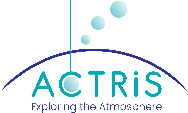 ACTRiS
Exploring the Atmosphere